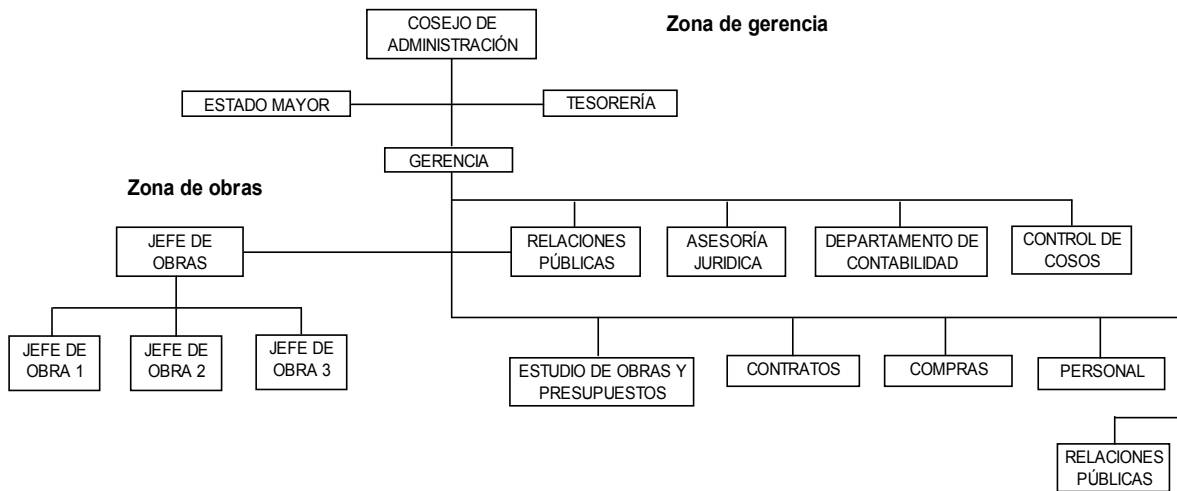 COSEJO DE
ADMINISTRACIÓN
Zona de gerencia
ESTADO MAYOR
TESORERÍA
GERENCIA
Zona de obras
JEFE DE
OBRAS
RELACIONES
PÚBLICAS
ASESORÍA
JURIDICA
DEPARTAMENTO DE
CONTABILIDAD
CONTROL DE
COSOS
JEFE DE
OBRA 1
JEFE DE
OBRA 2
JEFE DE
OBRA 3
ESTUDIO DE OBRAS Y
PRESUPUESTOS
CONTRATOS
COMPRAS
PERSONAL
RELACIONES
PÚBLICAS